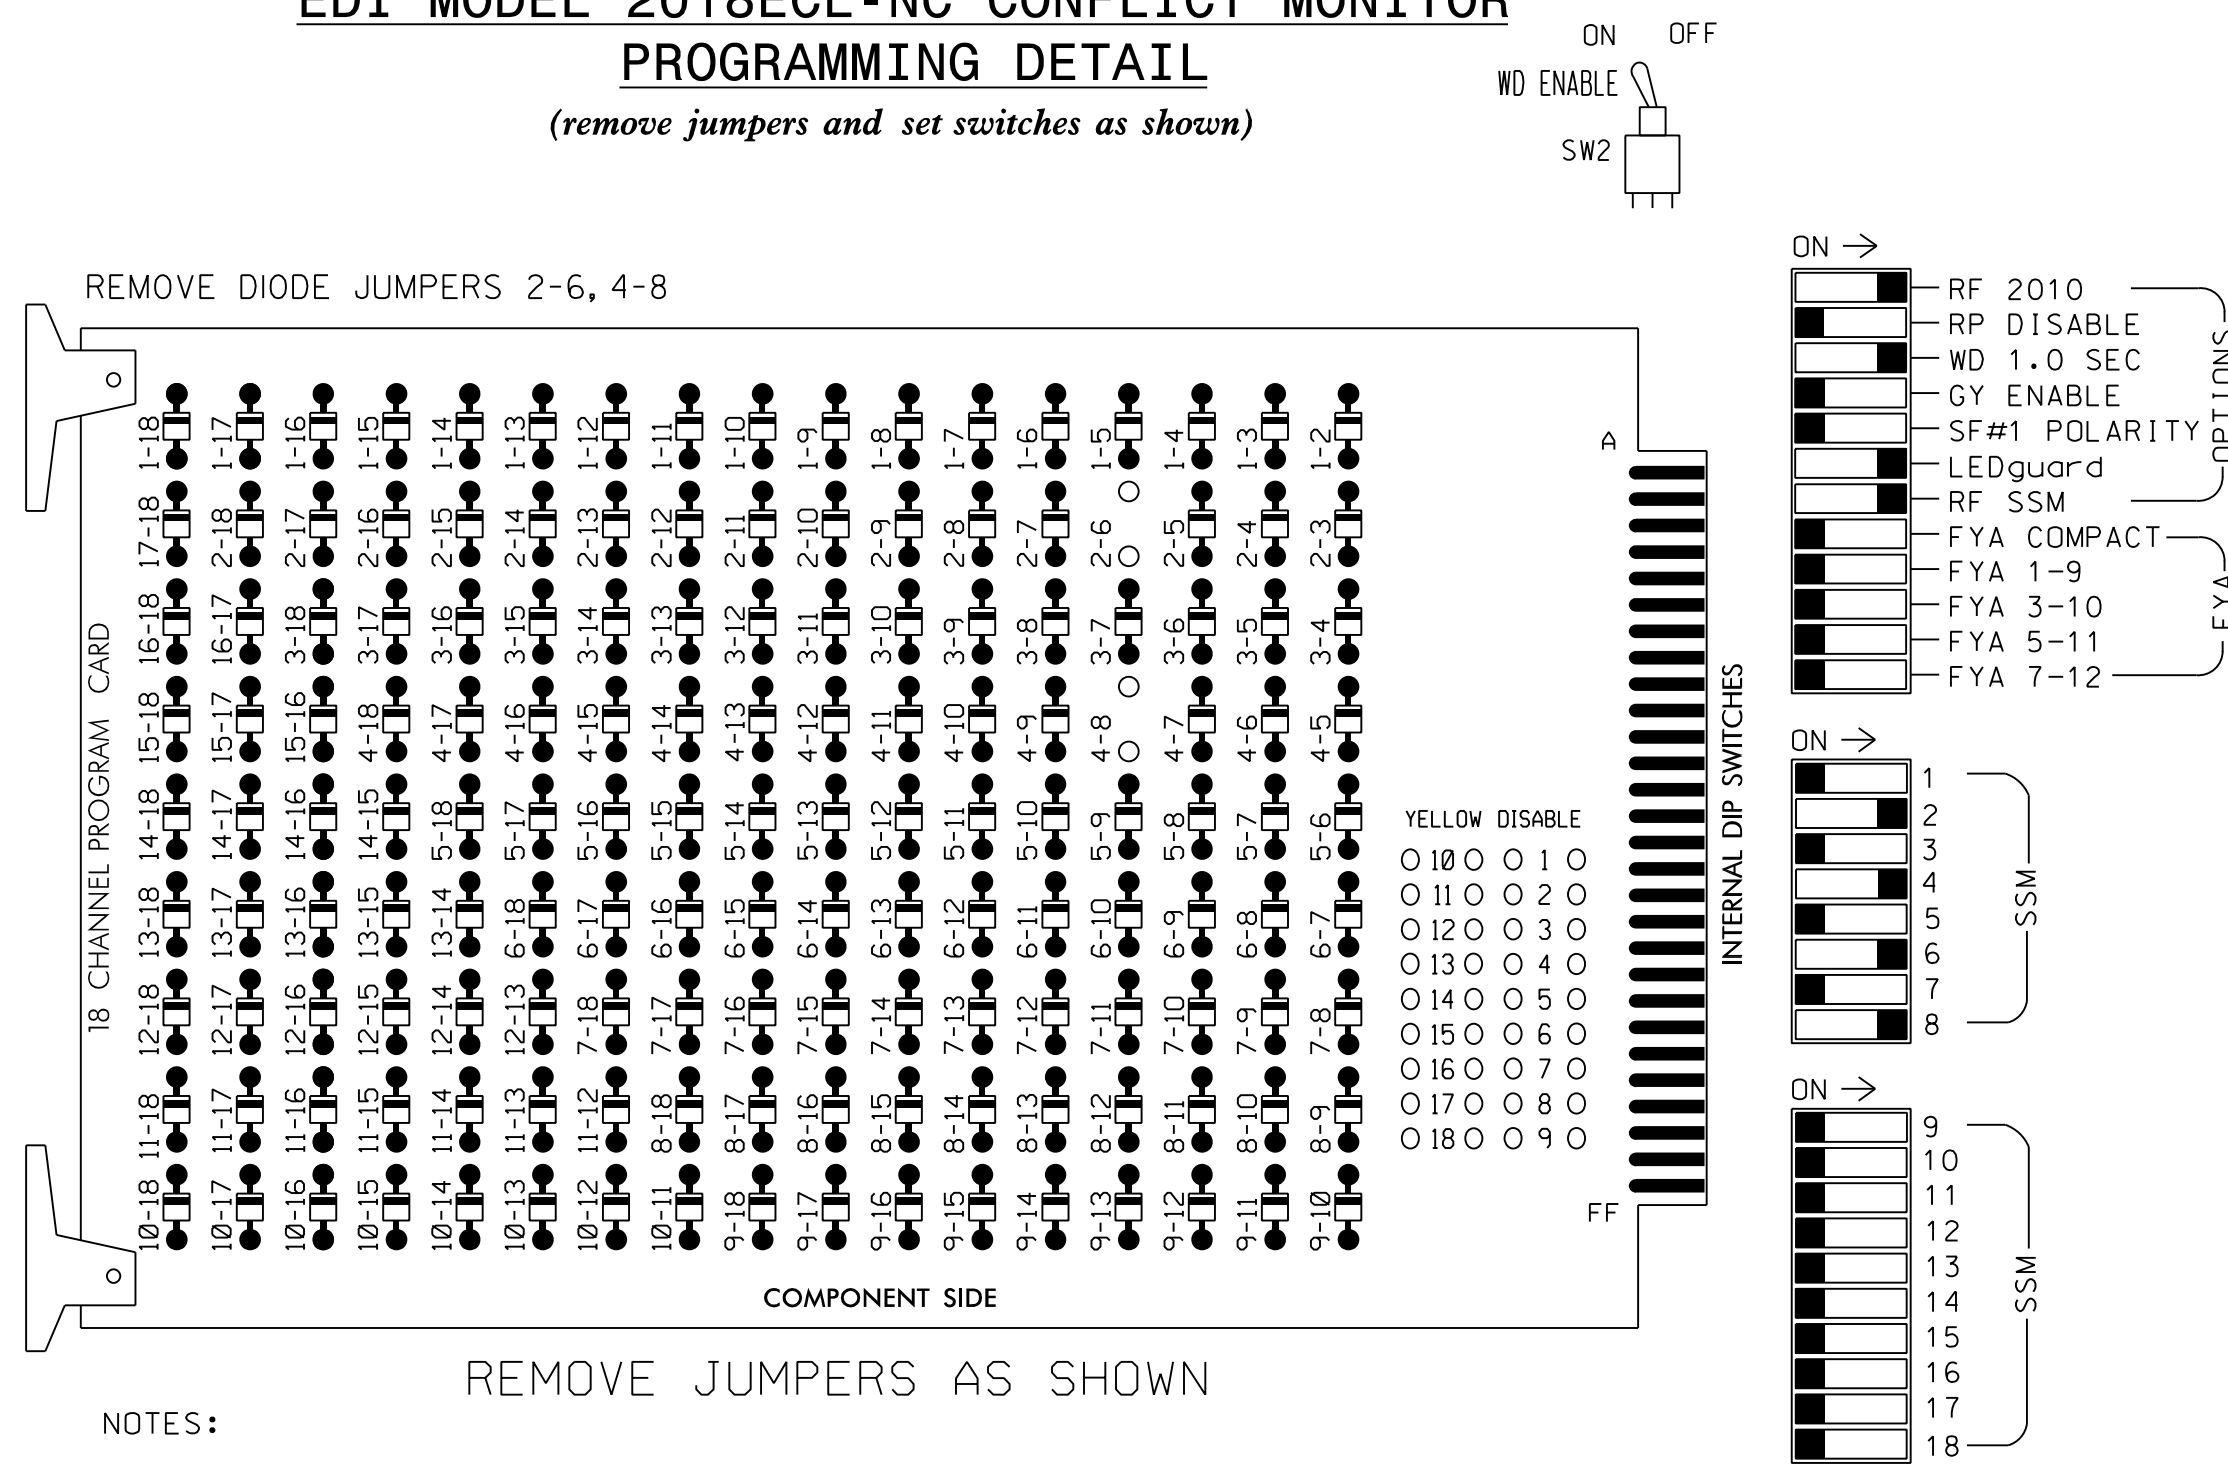 EDI MODEL 2018ECL-NC CONFLICT MONITOR
PROGRAMMING DETAIL
(remove jumpers and set switches as shown)
ON OFF
WD ENABLE
SW2
REMOVE DIODE JUMPERS 2-6, 4-8
18 CHANNEL PROGRAM CARD
1-18 1-17 1-16 1-15 1-14 1-13 1-12 1-11 1-10 1-9 1-8 1-7 1-6 1-5 1-4 1-3 1-2
17-18 2-18 2-17 2-16 2-15 2-14 2-13 2-12 2-11 2-10 2-9 2-8 2-7 2-6 2-5 2-4 2-3
16-18 16-17 3-18 3-17 3-16 3-15 3-14 3-13 3-12 3-11 3-10 3-9 3-8 3-7 3-6 3-5 3-4
15-18 15-17 15-16 4-18 4-17 4-16 4-15 4-14 4-13 4-12 4-11 4-10 4-9 4-8 4-7 4-6 4-5
14-18 14-17 14-16 14-15 5-18 5-17 5-16 5-15 5-14 5-13 5-12 5-11 5-10 5-9 5-8 5-7 5-6
13-18 13-17 13-16 13-15 13-14 6-18 6-17 6-16 6-15 6-14 6-13 6-12 6-11 6-10 6-9 6-8 6-7
12-18 12-17 12-16 12-15 12-14 12-13 7-18 7-17 7-16 7-15 7-14 7-13 7-12 7-11 7-10 7-9 7-8
11-18 11-17 11-16 11-15 11-14 11-13 11-12 8-18 8-17 8-16 8-15 8-14 8-13 8-12 8-11 8-10 8-9
10-18 10-17 10-16 10-15 10-14 10-13 10-12 10-11 9-18 9-17 9-16 9-15 9-14 9-13 9-12 9-11 9-10
A
YELLOW DISABLE
10 1
11 2
12 3
13 4
14 5
15 6
16 7
17 8
18 9
FF
COMPONENT SIDE
REMOVE JUMPERS AS SHOWN
NOTES:
INTERNAL DIP SWITCHES
ON
RF 2010
RP DISABLE
WD 1.0 SEC
GY ENABLE
SF#1 POLARITY
LEDguard
RF SSM
OPTIONS
FYA COMPACT
FYA 1-9
FYA 3-10
FYA 5-11
FYA 7-12
FYA
ON
1
2
3
4
5
6
7
8
SSM
ON
9
10
11
12
13
14
15
16
17
18
SSM